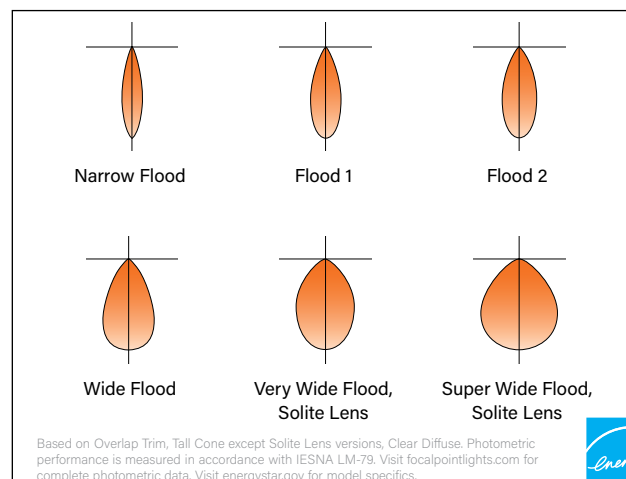 Narrow Flood
Flood 1
Flood 2
Wide Flood
Very Wide Flood,
Solite Lens
Super Wide Flood,
Solite Lens
Based on Overlap Trim, Tall Cone except Solite Lens versions, Clear Diffuse. Photometric
performance is measured in accordance with IESNA LM-79. Visit focalpointlights.com for
complete photometric data. Visit energystar.gov for model specifics.